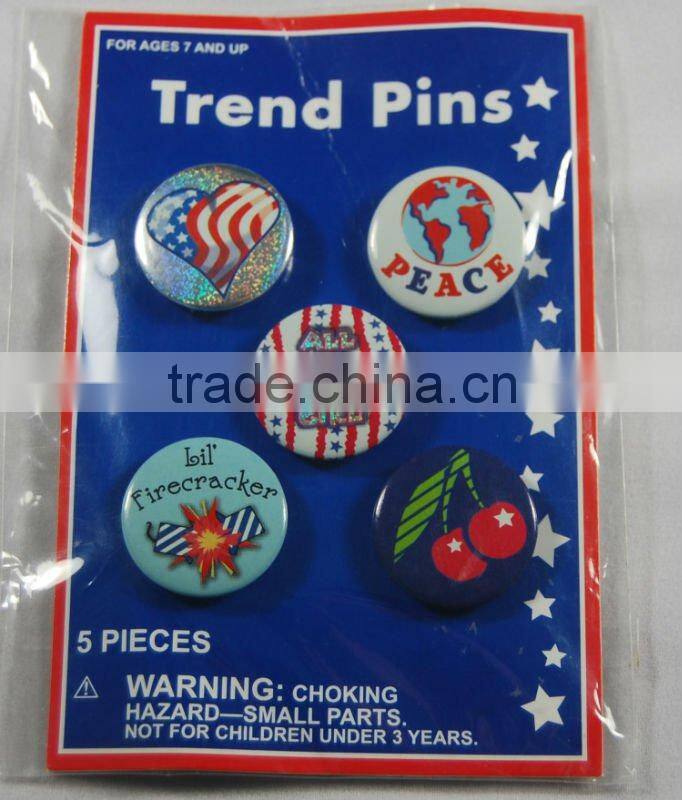 FOR AGES 7 AND UP
Trend Pins
PEACE
ALL
trade.china.cn
Lil'
Firecracker
5 PIECES
WARNING: CHOKING
HAZARD—SMALL PARTS.
NOT FOR CHILDREN UNDER 3 YEARS.